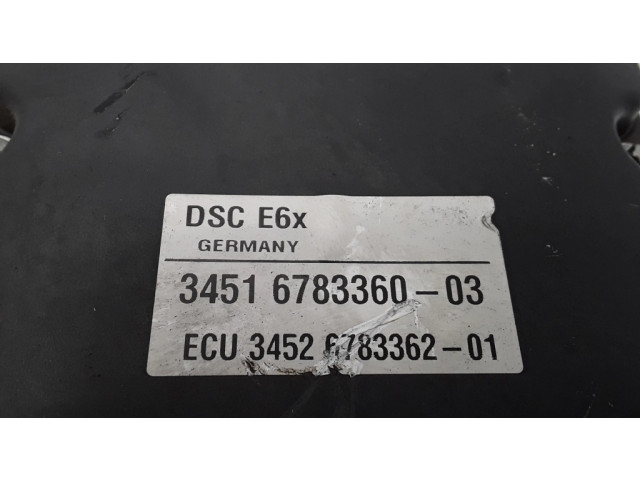 DSC E6x
GERMANY
3451 6783360-03
ECU 3452 6783362-01